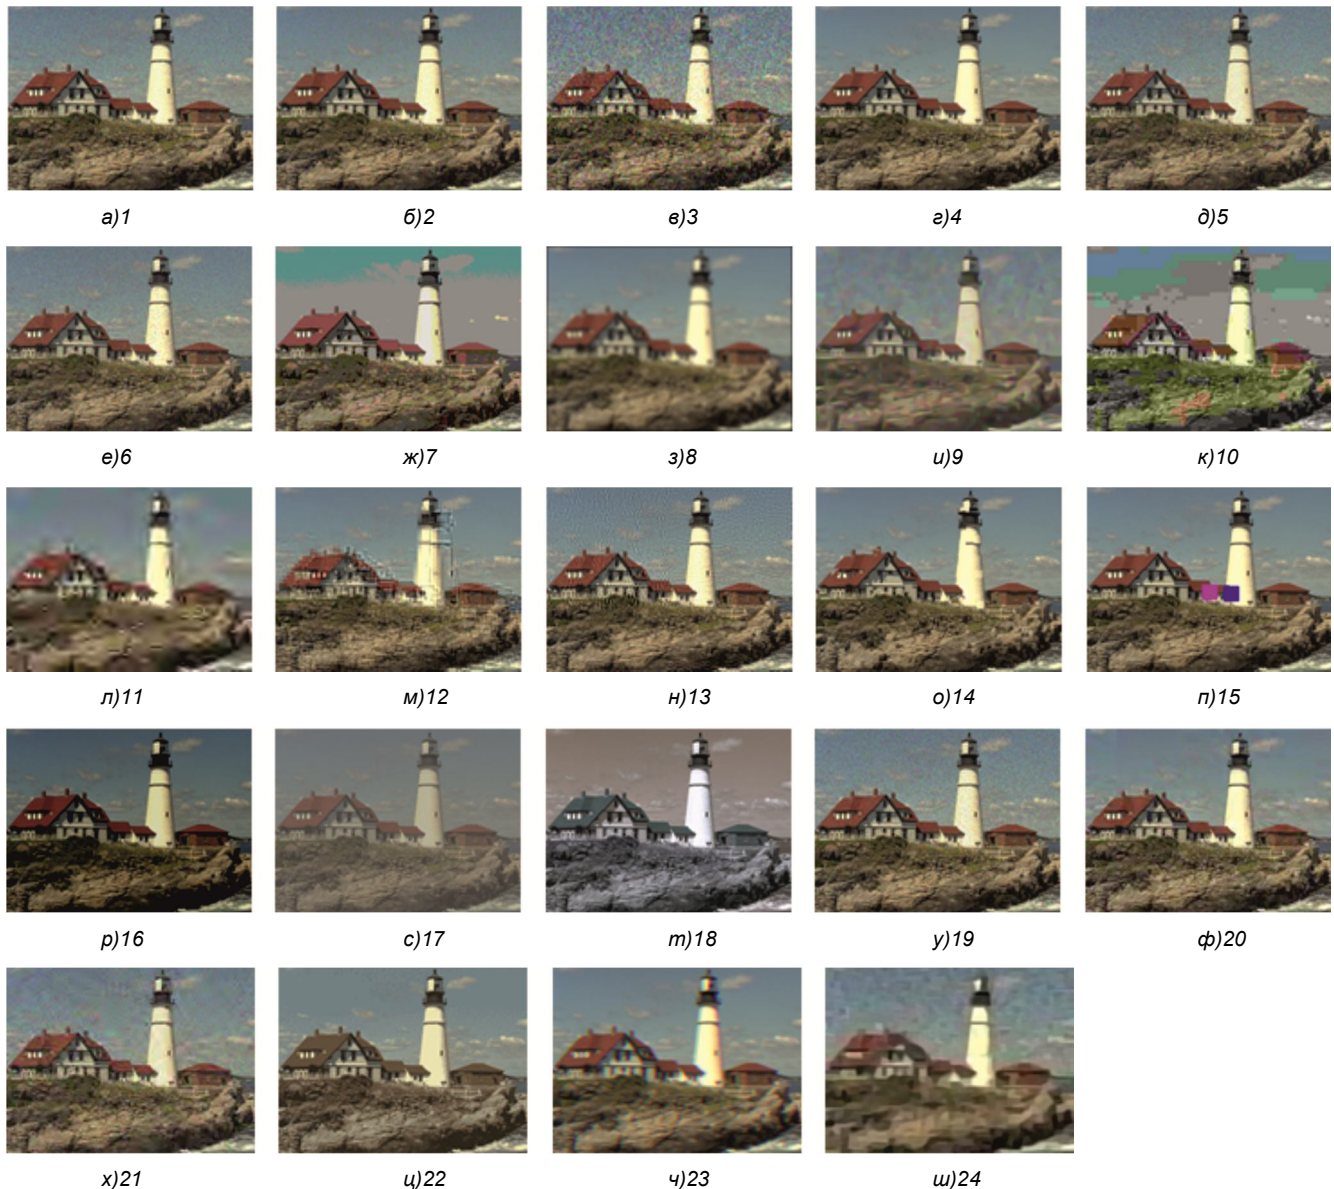 а)1 б)2 в)3 г)4 д)5
е)6 ж)7 з)8 и)9 к)10
л)11 м)12 н)13 о)14 п)15
р)16 с)17 т)18 у)19 ф)20
х)21 ц)22 ч)23 ш)24